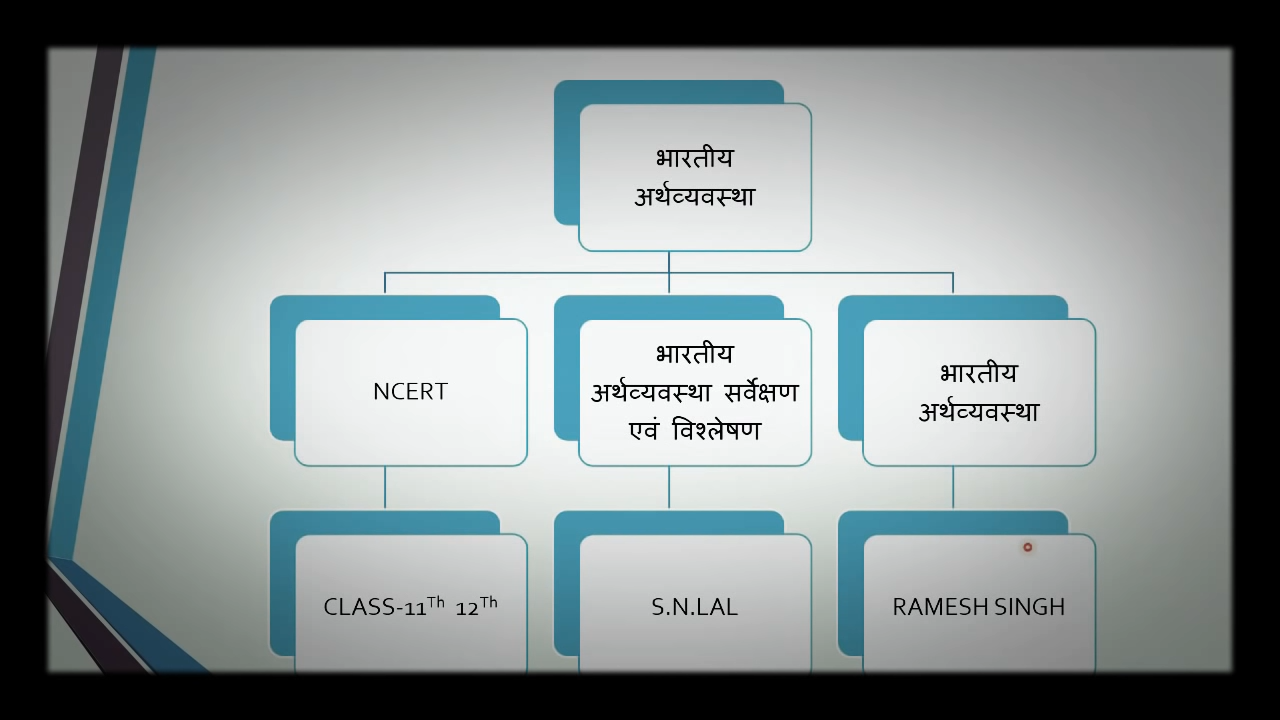 भारतीय
अर्थव्यवस्था
NCERT
भारतीय
अर्थव्यवस्था सर्वेक्षण
एवं विश्लेषण
भारतीय
अर्थव्यवस्था
CLASS-11Th 12Th
S.N.LAL
RAMESH SINGH